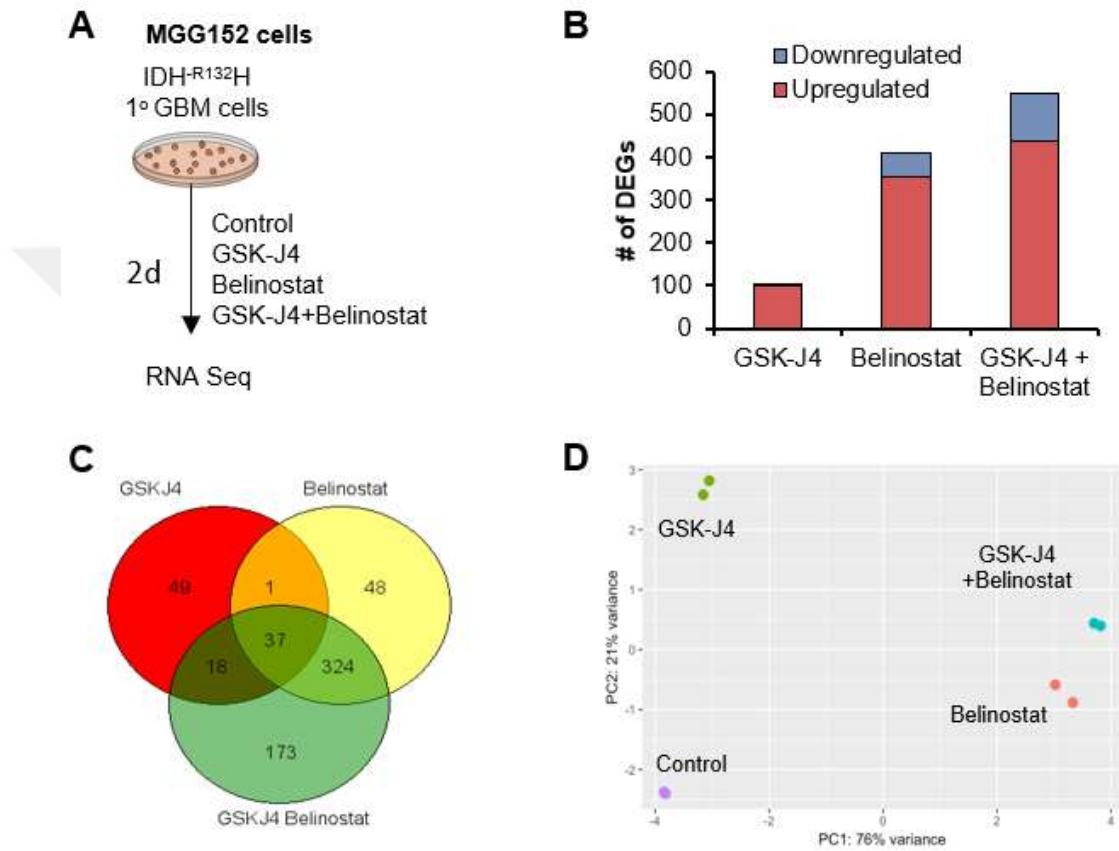 A
MGG152 cells
IDH-R132H
1o GBM cells
2d
Control
GSK-J4
Belinostat
GSK-J4+Belinostat
RNA Seq
B
Downregulated
Upregulated
# of DEGs
600
500
400
300
200
100
0
GSK-J4
Belinostat
GSK-J4 +
Belinostat
C
GSKJ4
Belinostat
49
1
48
37
18
324
173
GSKJ4 Belinostat
D
3
2
1
0
-1
-2
PC2: 21% variance
GSK-J4
GSK-J4
+Belinostat
Belinostat
Control
-4
-2
0
2
4
PC1: 76% variance